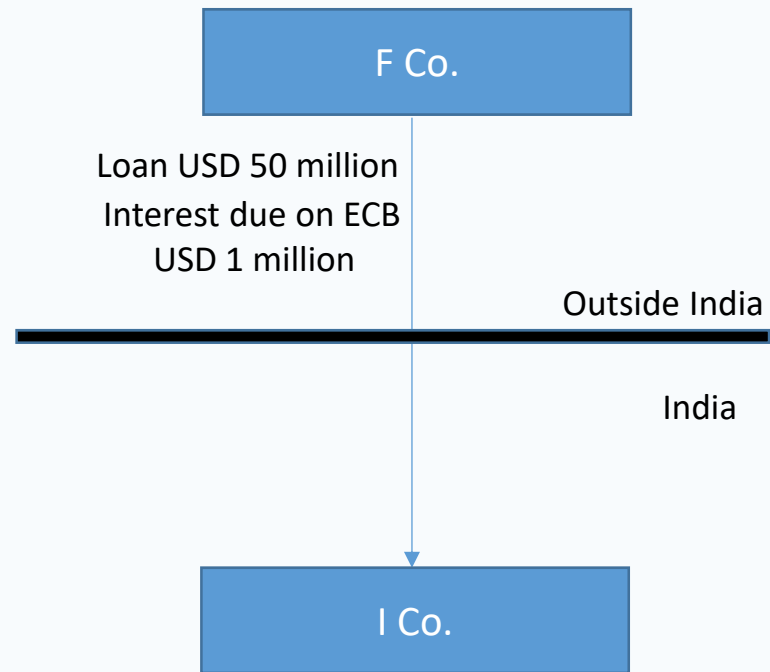 F Co.
Loan USD 50 million
Interest due on ECB
USD 1 million
Outside India
India
I Co.